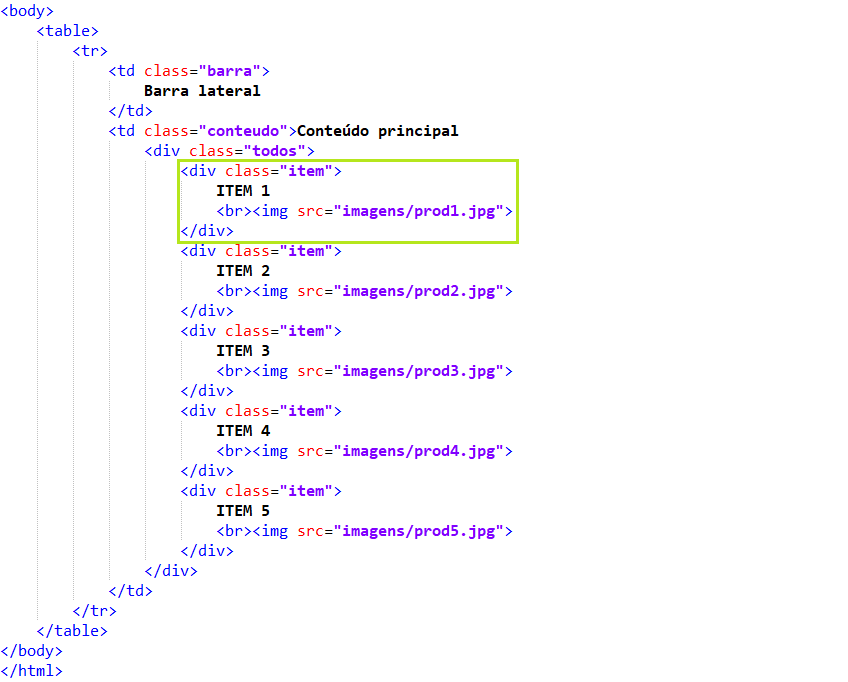 <body>
<table>
<tr>
<td class="barra">
Barra lateral
</td>
<td class="conteudo">Conteúdo principal
<div class="todos">
<div class="item">
ITEM 1
<br><img src="imagens/prod1.jpg">
</div>
<div class="item">
ITEM 2
<br><img src="imagens/prod2.jpg">
</div>
<div class="item">
ITEM 3
<br><img src="imagens/prod3.jpg">
</div>
<div class="item">
ITEM 4
<br><img src="imagens/prod4.jpg">
</div>
<div class="item">
ITEM 5
<br><img src="imagens/prod5.jpg">
</div>
</div>
</td>
</tr>
</table>
</body>
</html>